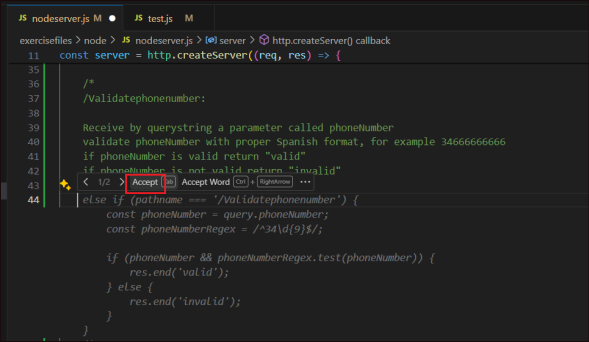 JS nodeserver.js M ● JS test.js M
exercisefiles > node > JS nodeserver.js > server > http.createServer() callback
11 const server = http.createServer((req, res) => {
35
36 /*
37 /Validatephonenumber:
38
39 Receive by querystring a parameter called phoneNumber
40 validate phoneNumber with proper Spanish format, for example 34666666666
41 if phoneNumber is valid return "valid"
42 if phoneNumber is not valid return "invalid"
43 < 1/2 > Accept Tab Accept Word Ctrl + RightArrow ···
44 else if (pathname === '/Validatephonenumber') {
const phoneNumber = query.phoneNumber;
const phoneNumberRegex = /^34\d{9}$/;
if (phoneNumber && phoneNumberRegex.test(phoneNumber)) {
res.end('valid');
} else {
res.end('invalid');
}
}